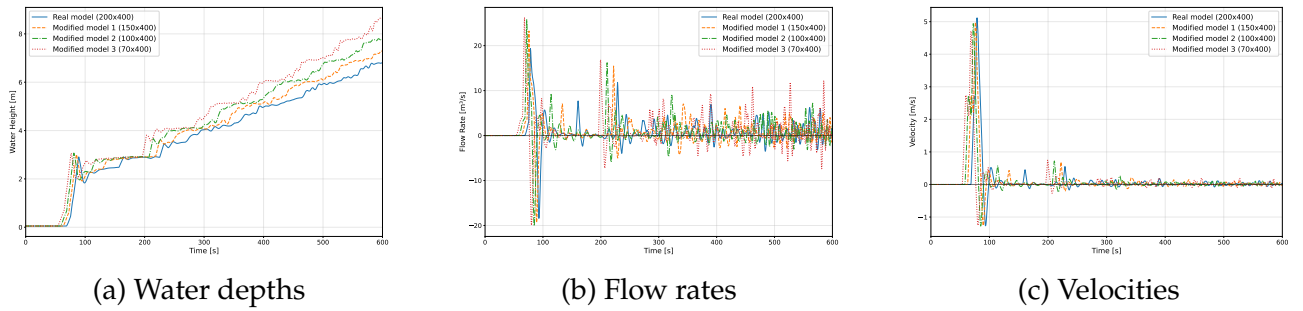 Real model (200x400)
Modified model 1 (150x400)
Modified model 2 (100x400)
Modified model 3 (70x400)
Water Height [m]
8
6
4
2
0
0 100 200 300 400 500 600
Time [s]
(a) Water depths
Real model (200x400)
Modified model 1 (150x400)
Modified model 2 (100x400)
Modified model 3 (70x400)
Flow Rate [m³/s]
20
10
0
−10
−20
0 100 200 300 400 500 600
Time [s]
(b) Flow rates
Real model (200x400)
Modified model 1 (150x400)
Modified model 2 (100x400)
Modified model 3 (70x400)
Velocity [m/s]
5
4
3
2
1
0
−1
0 100 200 300 400 500 600
Time [s]
(c) Velocities